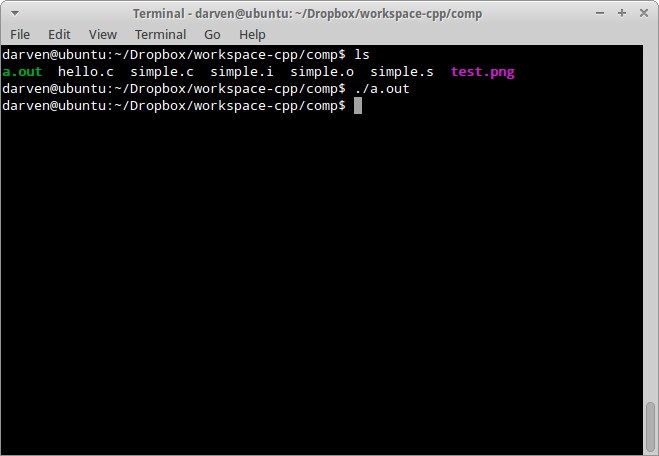 Terminal - darven@ubuntu: ~/Dropbox/workspace-cpp/comp
File Edit View Terminal Go Help
darven@ubuntu:~/Dropbox/workspace-cpp/comp$ ls
a.out hello.c simple.c simple.i simple.o simple.s test.png
darven@ubuntu:~/Dropbox/workspace-cpp/comp$ ./a.out
darven@ubuntu:~/Dropbox/workspace-cpp/comp$